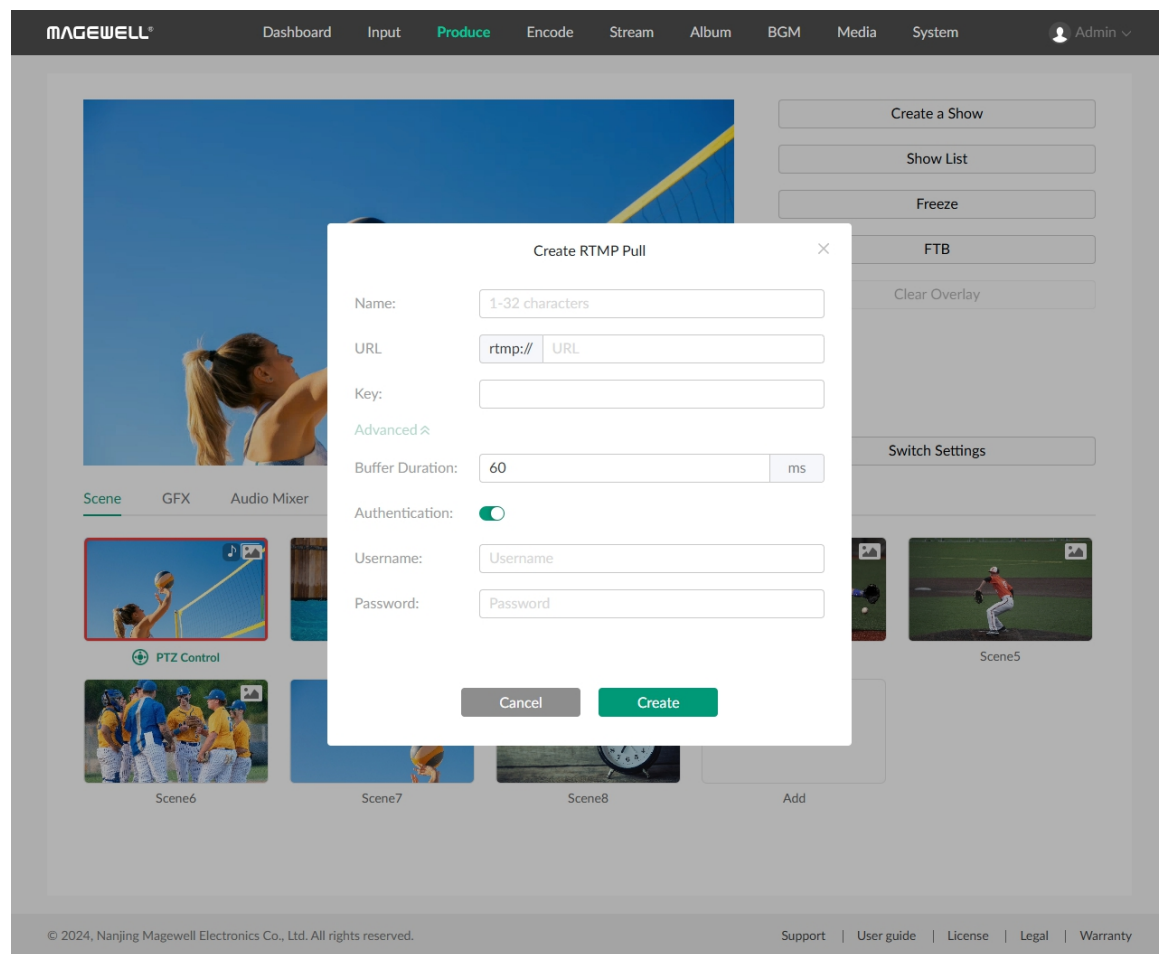 MAGEWELL®
Dashboard Input Produce Encode Stream Album BGM Media System Admin
Create a Show
Show List
Freeze
FTB
Clear Overlay
Switch Settings
Create RTMP Pull
Name: 1-32 characters
URL rtmp:// URL
Key:
Advanced
Buffer Duration: 60 ms
Authentication:
Username: Username
Password: Password
Cancel Create
Scene GFX Audio Mixer
PTZ Control Scene5
Scene6 Scene7 Scene8 Add
© 2024, Nanjing Magewell Electronics Co., Ltd. All rights reserved.
Support | User guide | License | Legal | Warranty